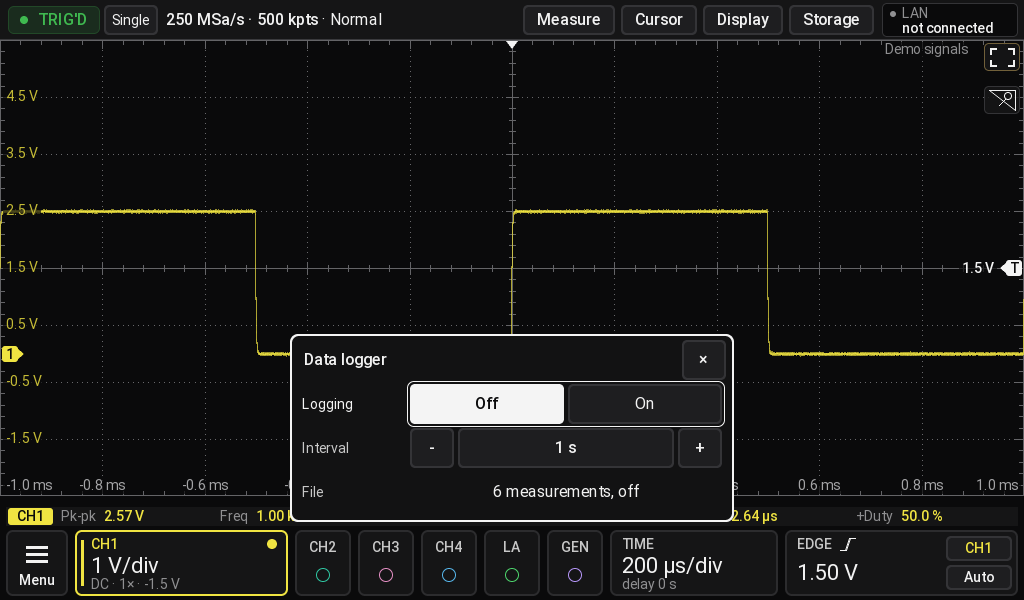 TRIG'D Single 250 MSa/s · 500 kpts · Normal Measure Cursor Display Storage LAN
not connected
Demo signals
4.5 V
3.5 V
2.5 V
1.5 V 1.5 V T
0.5 V
1
-0.5 V
-1.5 V
-1.0 ms -0.8 ms -0.6 ms 0.6 ms 0.8 ms 1.0 ms
Data logger ×
Logging Off On
Interval - 1 s +
File 6 measurements, off
CH1 Pk-pk 2.57 V Freq 1.00 2.64 µs +Duty 50.0 %
Menu
CH1
1 V/div
DC · 1× · -1.5 V
CH2 CH3 CH4 LA GEN
TIME
200 µs/div
delay 0 s
EDGE CH1
1.50 V Auto